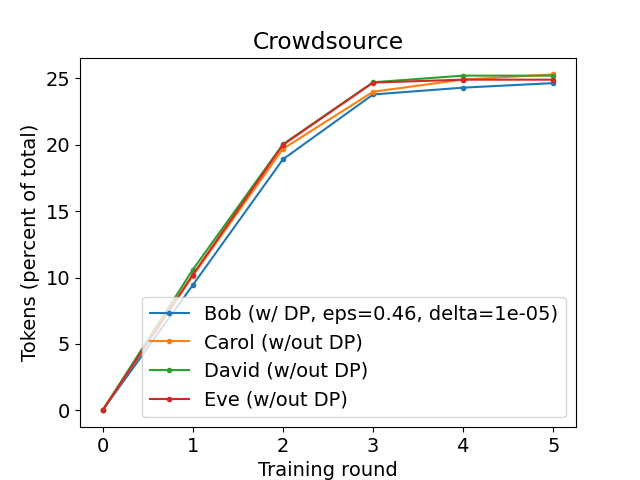 Crowdsource
Tokens (percent of total)
25
20
15
10
5
0
Bob (w/ DP, eps=0.46, delta=1e-05)
Carol (w/out DP)
David (w/out DP)
Eve (w/out DP)
0 1 2 3 4 5
Training round